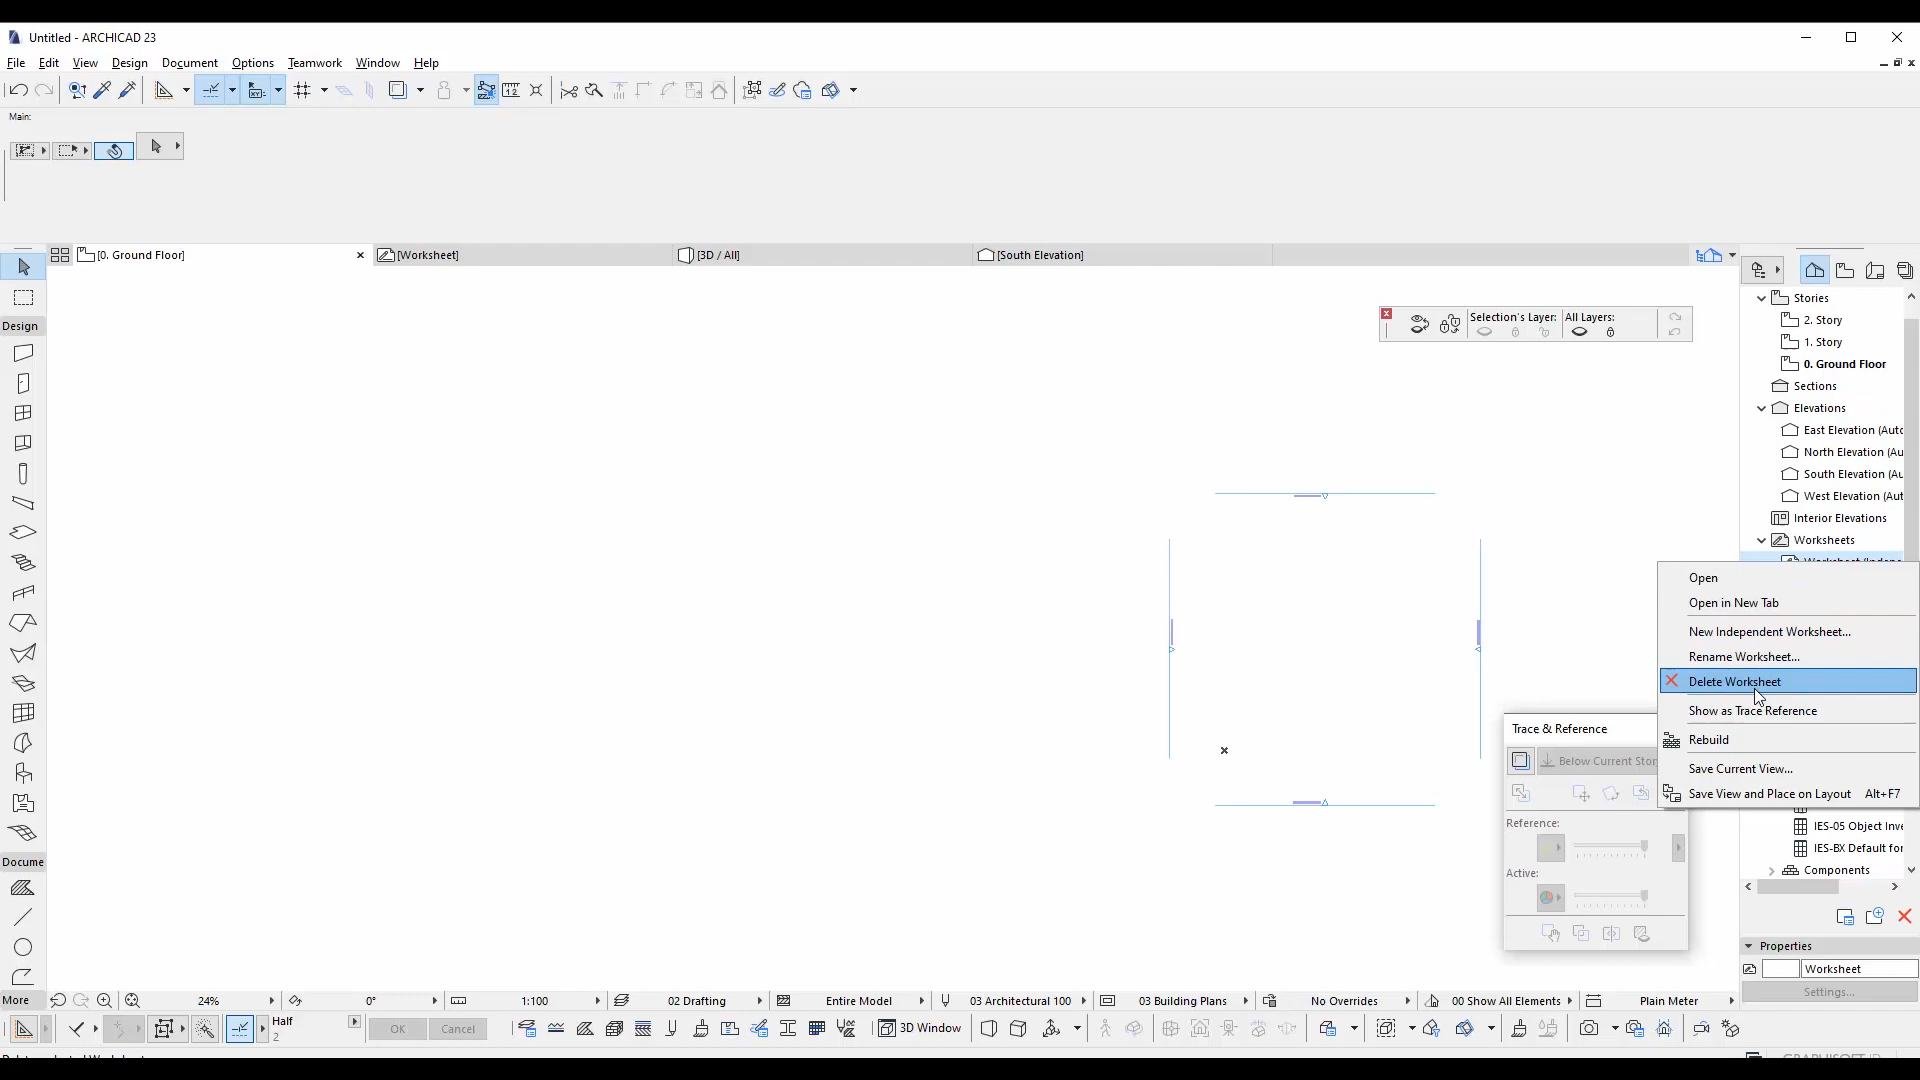 Untitled - ARCHICAD 23
File Edit View Design Document Options Teamwork Window Help
Main:
[0. Ground Floor] [Worksheet] [3D / All] [South Elevation]
Selection's Layer: All Layers:
Stories
2. Story
1. Story
0. Ground Floor
Sections
Elevations
East Elevation (Auto
North Elevation (Au
South Elevation (Au
West Elevation (Aut
Interior Elevations
Worksheets
Open
Open in New Tab
New Independent Worksheet...
Rename Worksheet...
Delete Worksheet
Show as Trace Reference
Rebuild
Save Current View...
Save View and Place on Layout Alt+F7
Trace & Reference
Below Current Stor
Reference:
Active:
IES-05 Object Inve
IES-BX Default for
Components
Properties
Worksheet
Settings...
Design
Docume
More
24% 0° 1:100 02 Drafting Entire Model 03 Architectural 100 03 Building Plans No Overrides 00 Show All Elements Plain Meter
Half
2
OK Cancel
3D Window